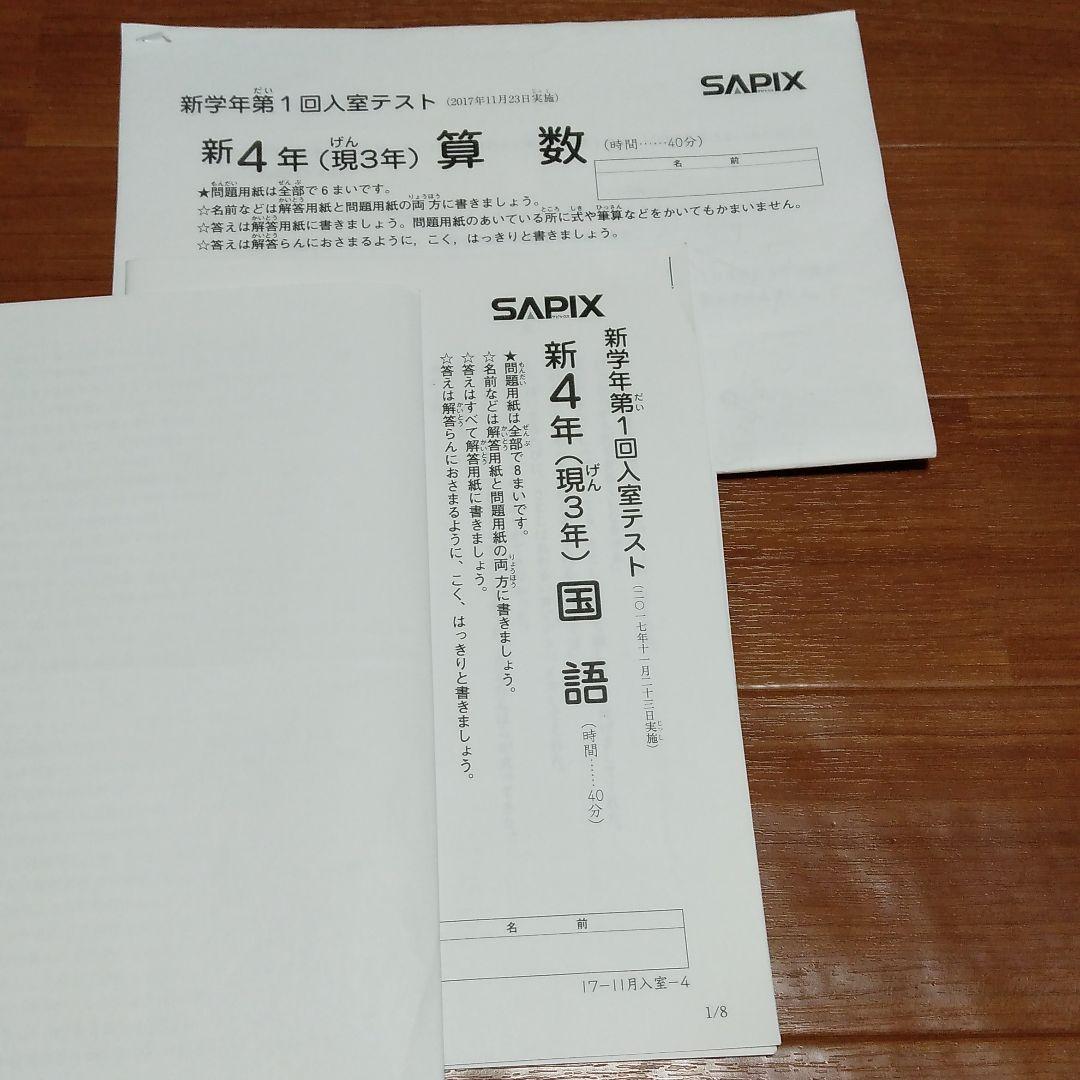 新学年第1回入室テスト (2017年11月23日実施)
SAPIX
新4年(現3年) 算 数 (時間……40分)
名 前
★問題用紙は全部で6まいです。
☆名前などは解答用紙と問題用紙の両方に書きましょう。
☆答えは解答用紙に書きましょう。問題用紙のあいている所に式や筆算などをかいてもかまいません。
☆答えは解答らんにおさまるように，こく，はっきりと書きましょう。
SAPIX
新学年第1回入室テスト (二〇一七年十一月二十三日実施)
新4年(現3年) 国 語 (時間……40分)
★問題用紙は全部で8まいです。
☆名前などは解答用紙と問題用紙の両方に書きましょう。
☆答えはすべて解答用紙に書きましょう。
☆答えは解答らんにおさまるように、こく、はっきりと書きましょう。
名 前
17-11月入室-4
1/8